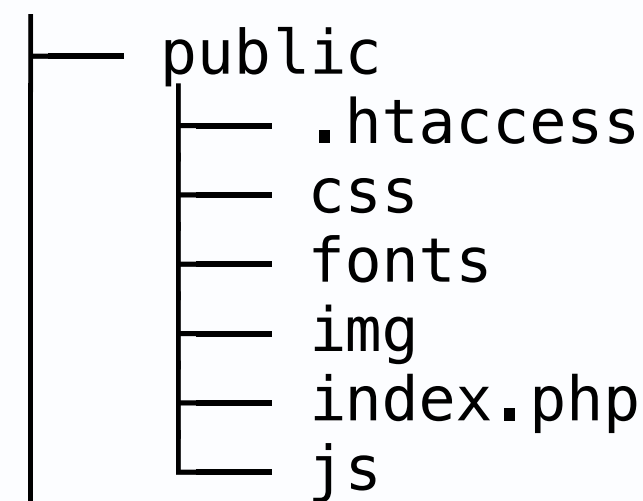 public
.htaccess
css
fonts
img
index.php
js